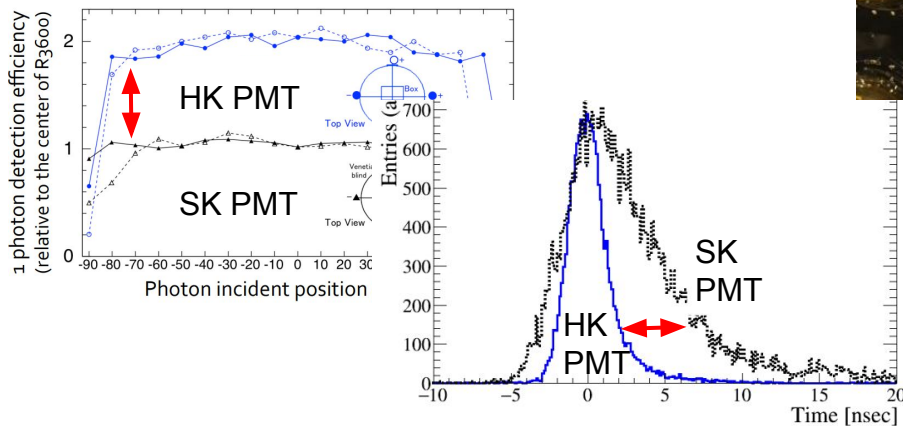 1 photon detection efficiency
(relative to the center of R3600
2
1
0
HK PMT
SK PMT
Box
+
Top View
Top View
-90 -80 -70 -60 -50 -40 -30 -20 -10 0 10 20 30
Photon incident position
Entries (a
700
600
500
400
300
200
100
0
SK
PMT
HK
PMT
-10 -5 0 5 10 15 20
Time [nsec]